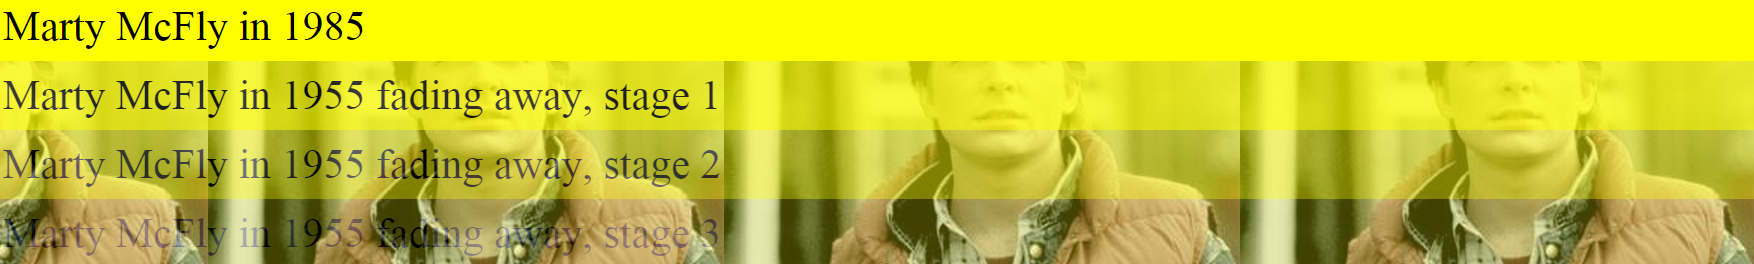 Marty McFly in 1985
Marty McFly in 1955 fading away, stage 1
Marty McFly in 1955 fading away, stage 2
Marty McFly in 1955 fading away, stage 3